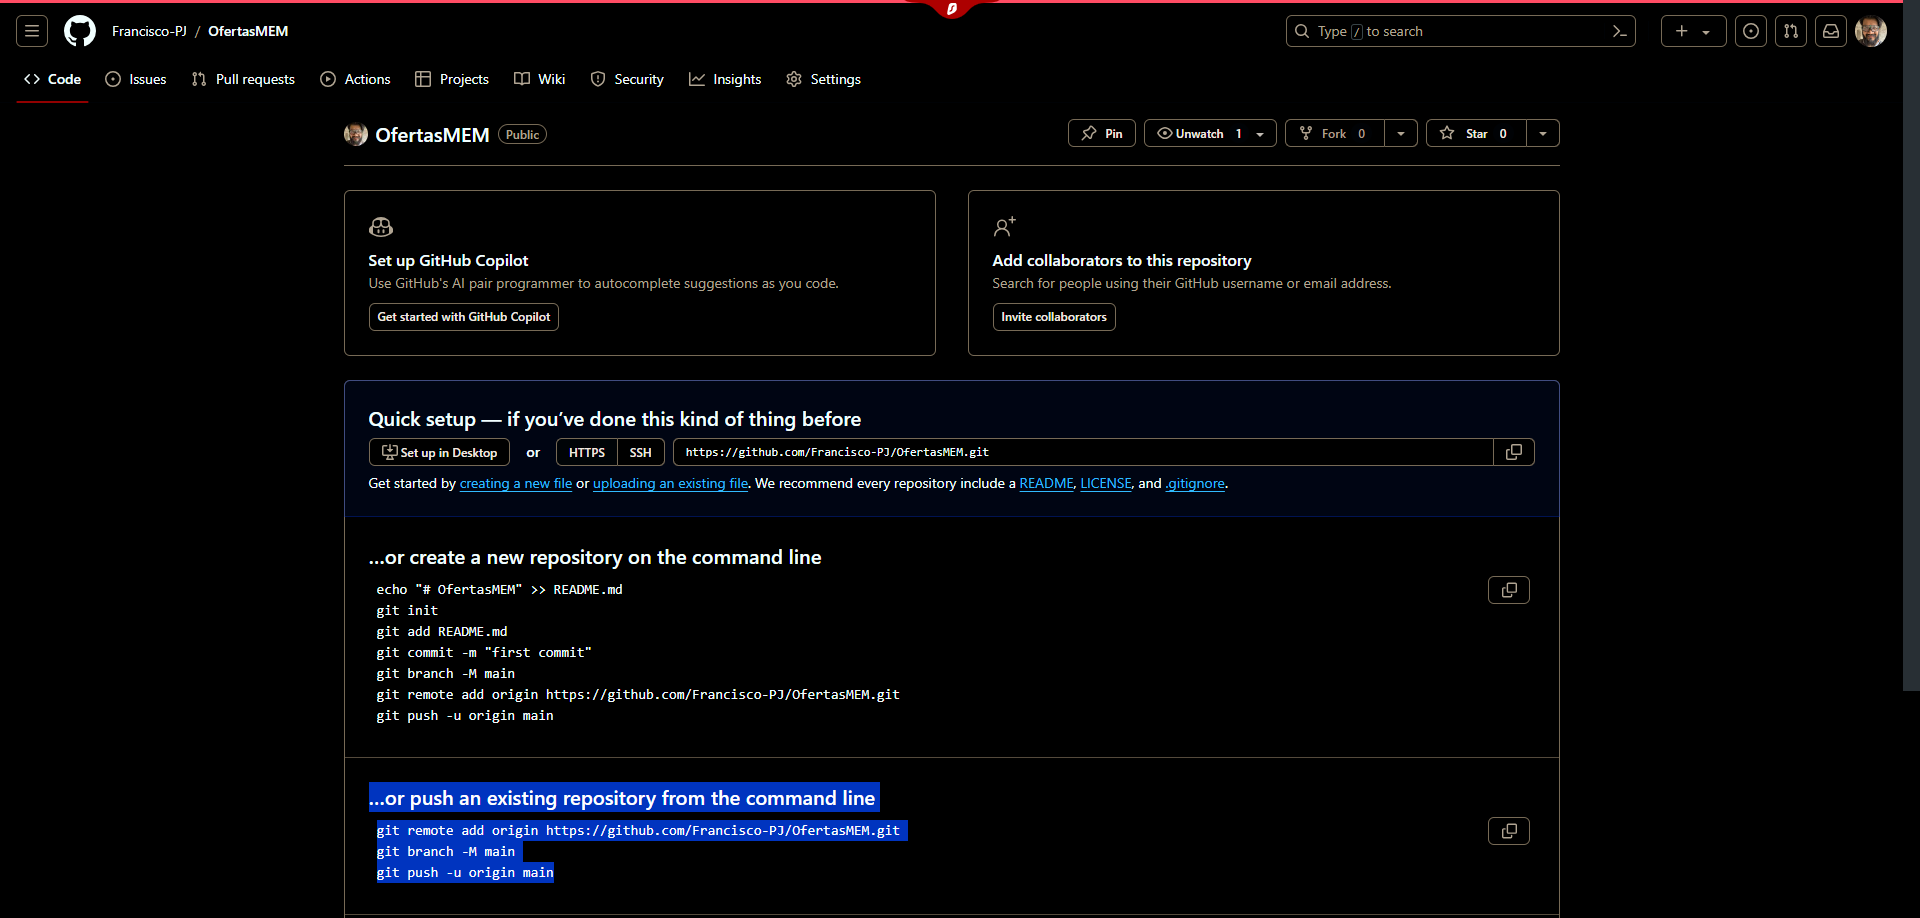 Francisco-PJ / OfertasMEM
Type / to search
Code
Issues
Pull requests
Actions
Projects
Wiki
Security
Insights
Settings
OfertasMEM Public
Pin
Unwatch 1
Fork 0
Star 0
Set up GitHub Copilot
Use GitHub's AI pair programmer to autocomplete suggestions as you code.
Get started with GitHub Copilot
Add collaborators to this repository
Search for people using their GitHub username or email address.
Invite collaborators
Quick setup — if you’ve done this kind of thing before
Set up in Desktop or HTTPS SSH https://github.com/Francisco-PJ/OfertasMEM.git
Get started by creating a new file or uploading an existing file. We recommend every repository include a README, LICENSE, and .gitignore.
…or create a new repository on the command line
echo "# OfertasMEM" >> README.md
git init
git add README.md
git commit -m "first commit"
git branch -M main
git remote add origin https://github.com/Francisco-PJ/OfertasMEM.git
git push -u origin main
…or push an existing repository from the command line
git remote add origin https://github.com/Francisco-PJ/OfertasMEM.git
git branch -M main
git push -u origin main